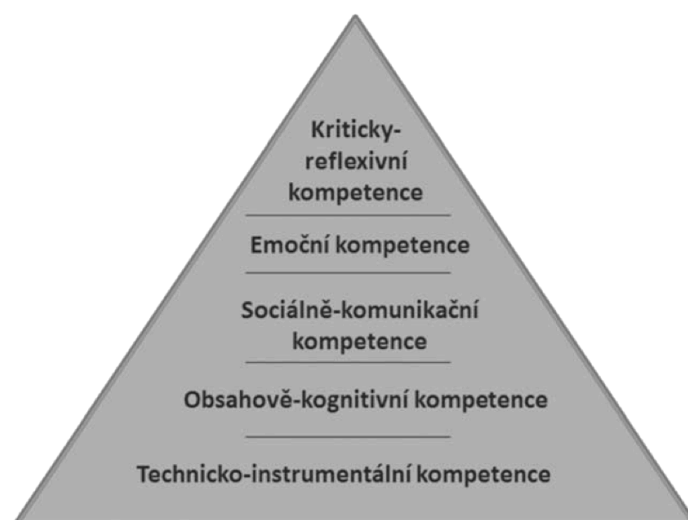 Kriticky-
reflexivní
kompetence
Emoční kompetence
Sociálně-komunikační
kompetence
Obsahově-kognitivní kompetence
Technicko-instrumentální kompetence